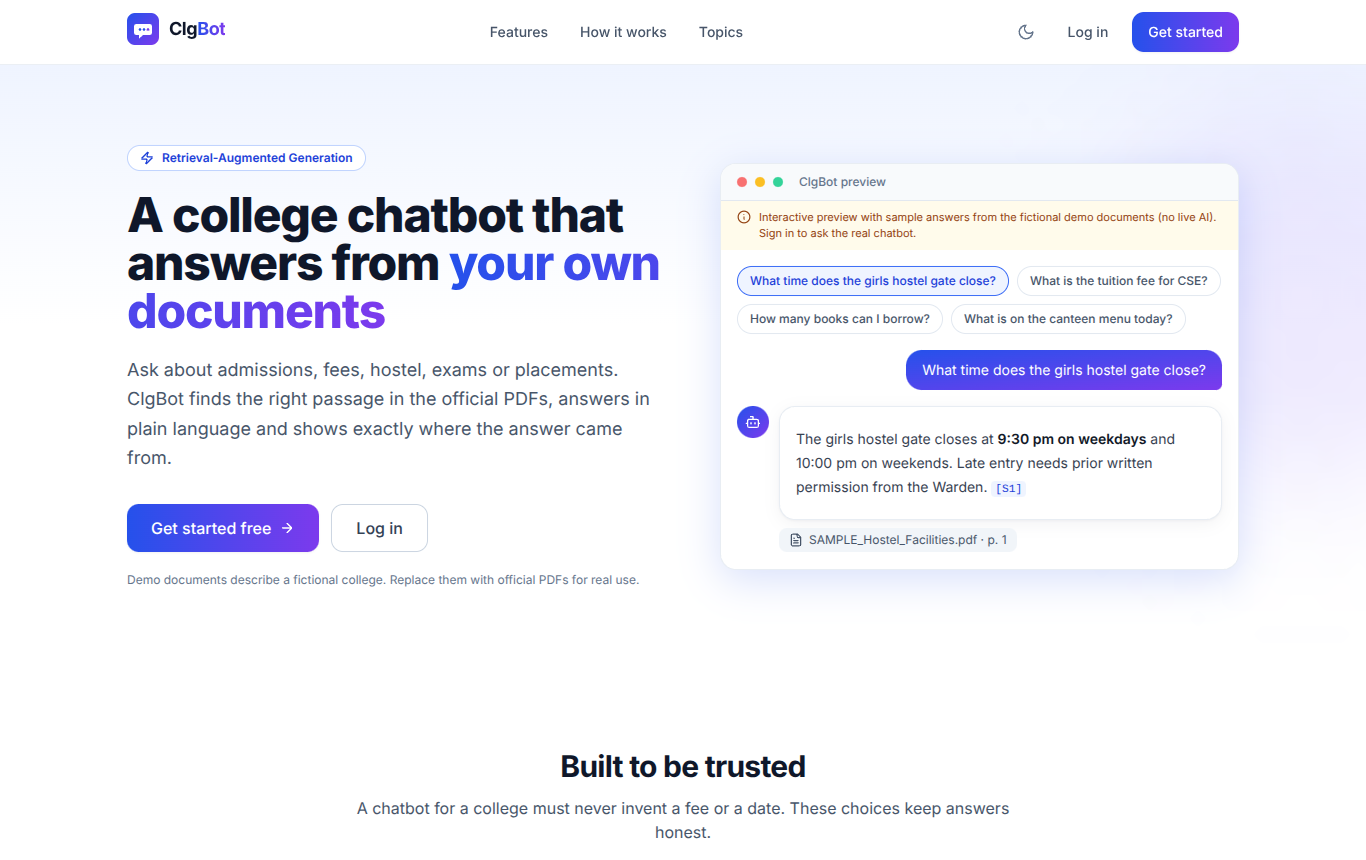 ClgBot
Features
How it works
Topics
Log in
Get started
Retrieval-Augmented Generation
A college chatbot that
answers from your own
documents
Ask about admissions, fees, hostel, exams or placements.
ClgBot finds the right passage in the official PDFs, answers in
plain language and shows exactly where the answer came
from.
Get started free
Log in
Demo documents describe a fictional college. Replace them with official PDFs for real use.
ClgBot preview
Interactive preview with sample answers from the fictional demo documents (no live AI).
Sign in to ask the real chatbot.
What time does the girls hostel gate close?
What is the tuition fee for CSE?
How many books can I borrow?
What is on the canteen menu today?
What time does the girls hostel gate close?
The girls hostel gate closes at 9:30 pm on weekdays and
10:00 pm on weekends. Late entry needs prior written
permission from the Warden. [S1]
SAMPLE_Hostel_Facilities.pdf · p. 1
Built to be trusted
A chatbot for a college must never invent a fee or a date. These choices keep answers
honest.